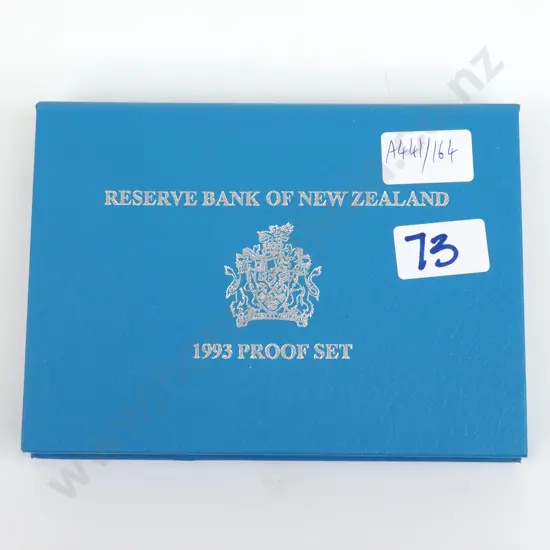 A441/164
RESERVE BANK OF NEW ZEALAND
73
1993 PROOF SET